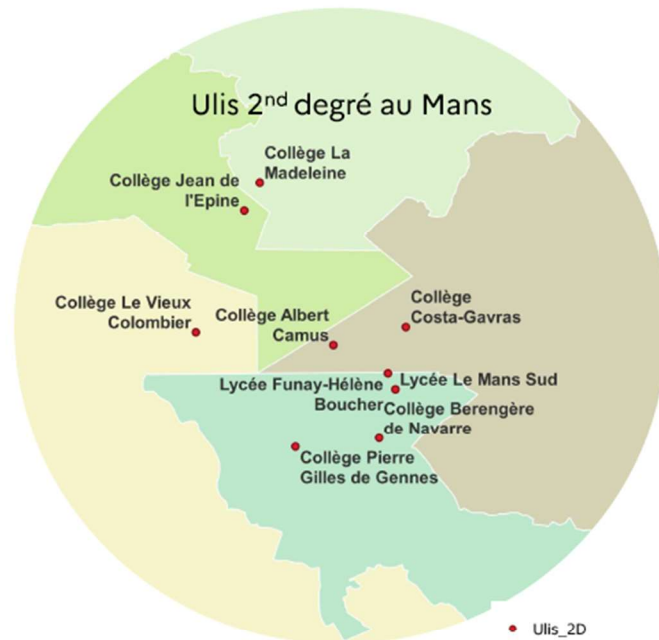 Ulis 2nd degré au Mans
Collège La
Madeleine
Collège Jean de
l'Epine
Collège Le Vieux
Colombier
Collège Albert
Camus
Collège
Costa-Gavras
Lycée Funay-Hélène
Boucher
Lycée Le Mans Sud
Collège Berengère
de Navarre
Collège Pierre
Gilles de Gennes
Ulis_2D